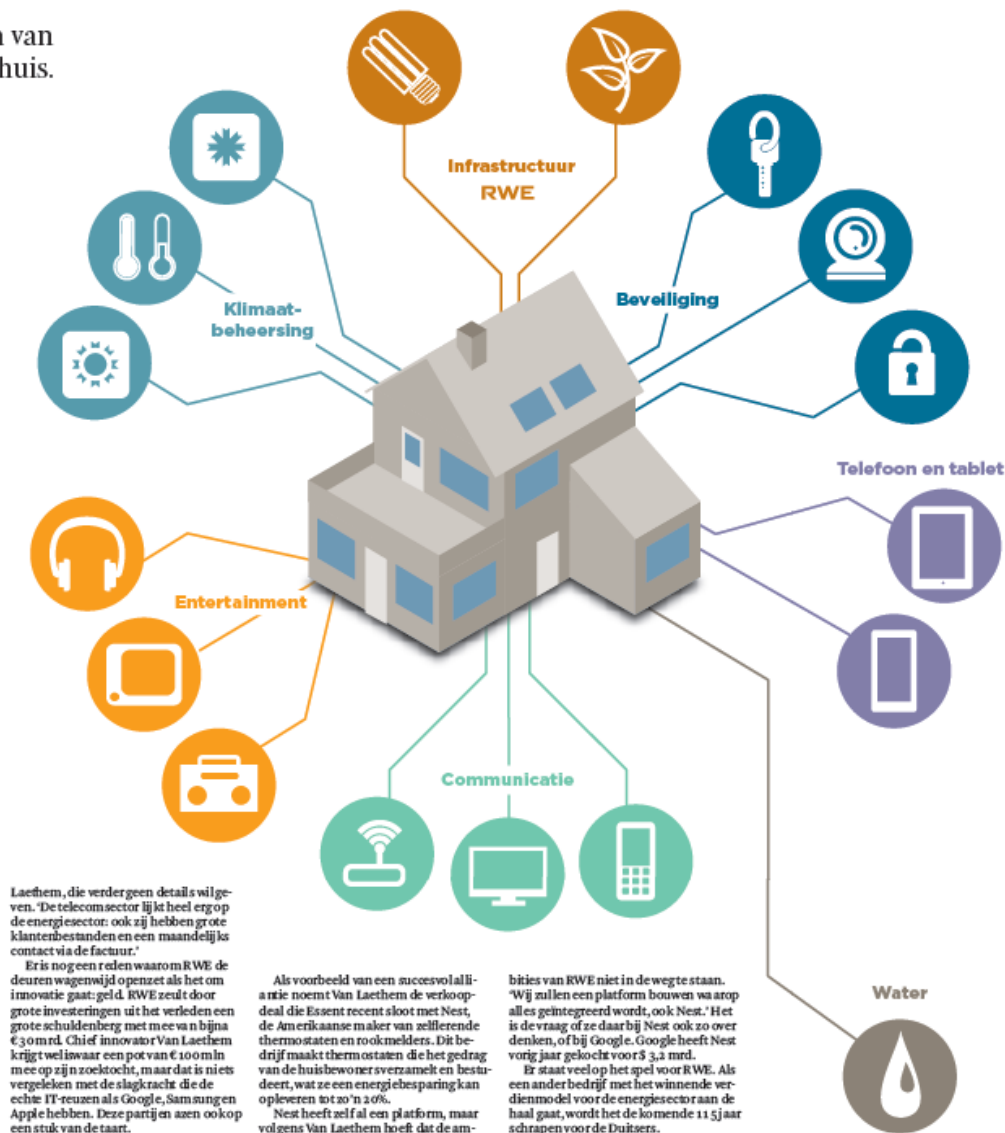 n van
huis.
Infrastructuur
RWE
Klimaat-
beheersing
Beveiliging
Telefoon en tablet
Entertainment
Communicatie
Water
Laethem, die verder geen details wil ge-
ven. ‘De telecomsector lijkt heel erg op
de energiesector: ook zij hebben grote
klantenbestanden en een maandelijks
contact via de factuur.’
Er is nog een reden waarom RWE de
deuren wagenwijd openzet als het om
innovatie gaat: geld. RWE zeult door
grote investeringen uit het verleden een
grote schuldenberg met mee van bijna
€ 30 mrd. Chief innovator Van Laethem
krijgt weliswaar een pot van € 100 mln
mee op zijn zoektocht, maar dat is niets
vergeleken met de slagkracht die de
echte IT-reuzen als Google, Samsung en
Apple hebben. Deze partijen azen ook op
een stuk van de taart.
Als voorbeeld van een succesvol alli-
antie noemt Van Laethem de verkoop-
deal die Essent recent sloot met Nest,
de Amerikaanse maker van zelflerende
thermostaten en rookmelders. Dit be-
drijf maakt thermostaten die het gedrag
van de huisbewoner verzamelt en bestu-
deert, wat ze een energiebesparing kan
opleveren tot zo’n 20%.
Nest heeft zelf al een platform, maar
volgens Van Laethem hoeft dat de am-
bities van RWE niet in de weg te staan.
‘Wij zullen een platform bouwen waarop
alles geïntegreerd wordt, ook Nest.’ Het
is de vraag of ze daar bij Nest ook zo over
denken, of bij Google. Google heeft Nest
vorig jaar gekocht voor $ 3,2 mrd.
Er staat veel op het spel voor RWE. Als
een ander bedrijf met het winnende ver-
dienmodel voor de energiesector aan de
haal gaat, wordt het de komende 11 5 jaar
schrapen voor de Duitsers.